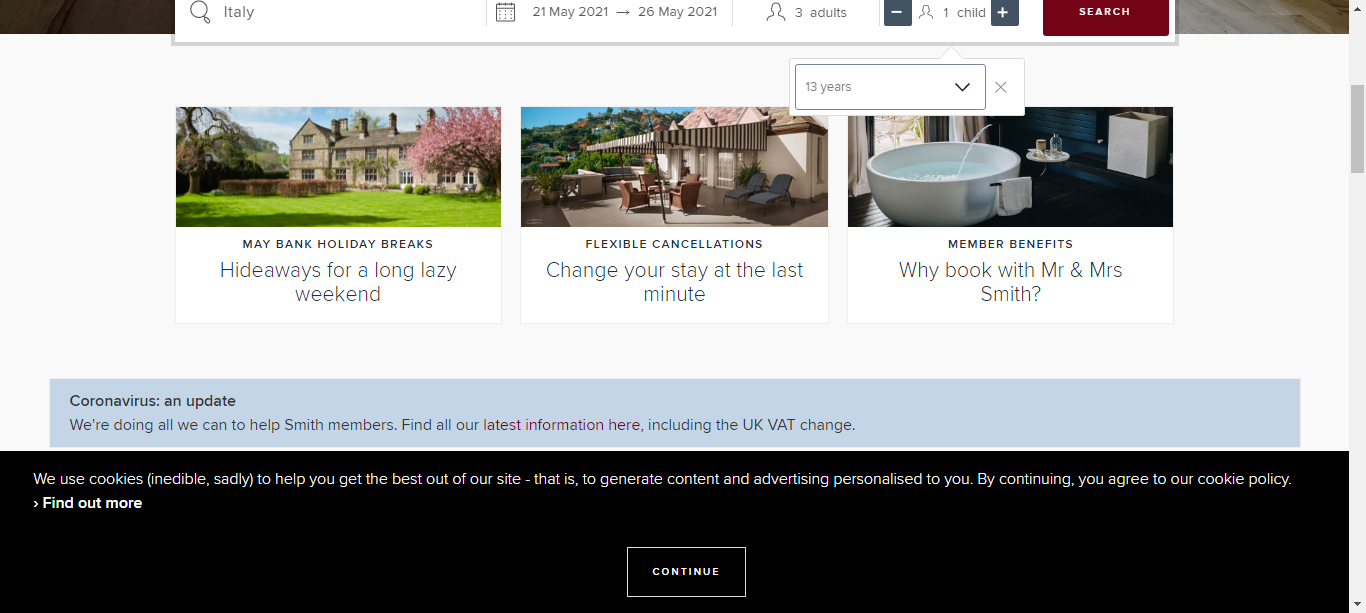 Italy
21 May 2021 → 26 May 2021
3 adults
1 child
SEARCH
13 years
MAY BANK HOLIDAY BREAKS
Hideaways for a long lazy
weekend
FLEXIBLE CANCELLATIONS
Change your stay at the last
minute
MEMBER BENEFITS
Why book with Mr & Mrs
Smith?
Coronavirus: an update
We're doing all we can to help Smith members. Find all our latest information here, including the UK VAT change.
We use cookies (inedible, sadly) to help you get the best out of our site - that is, to generate content and advertising personalised to you. By continuing, you agree to our cookie policy.
› Find out more
CONTINUE